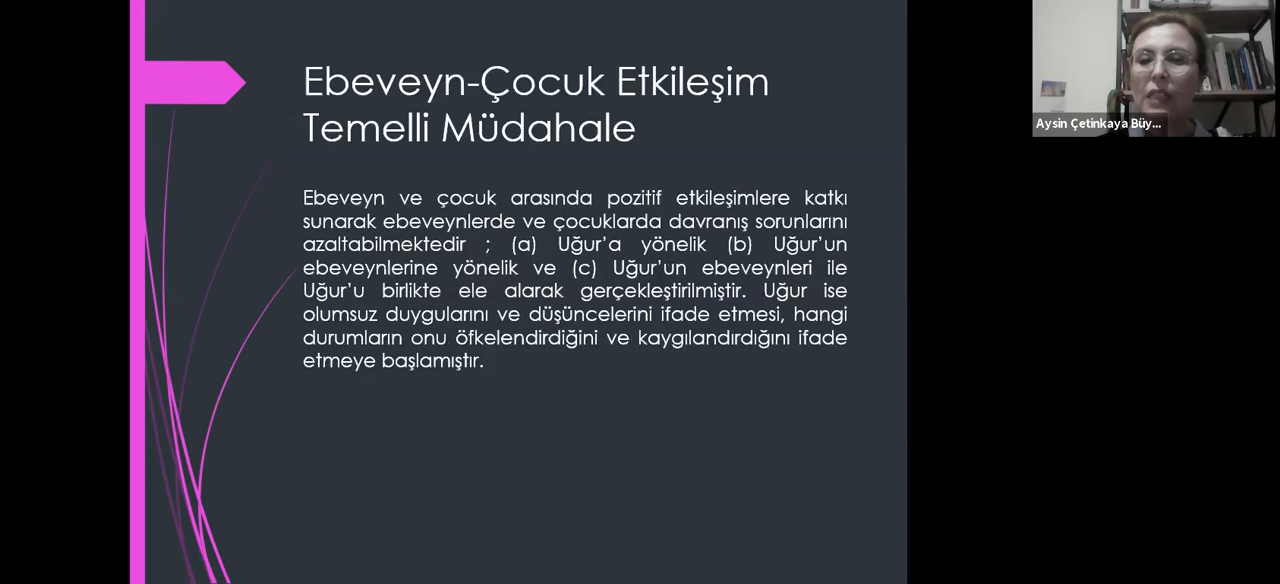 Ebeveyn-Çocuk Etkileşim
Temelli Müdahale
Ebeveyn ve çocuk arasında pozitif etkileşimlere katkı
sunarak ebeveynlerde ve çocuklarda davranış sorunlarını
azaltabilmektedir ; (a) Uğur'a yönelik (b) Uğur'un
ebeveynlerine yönelik ve (c) Uğur'un ebeveynleri ile
Uğur'u birlikte ele alarak gerçekleştirilmiştir. Uğur ise
olumsuz duygularını ve düşüncelerini ifade etmesi, hangi
durumların onu öfkelendirdiğini ve kaygılandırdığını ifade
etmeye başlamıştır.
Aysin Çetinkaya Büy...